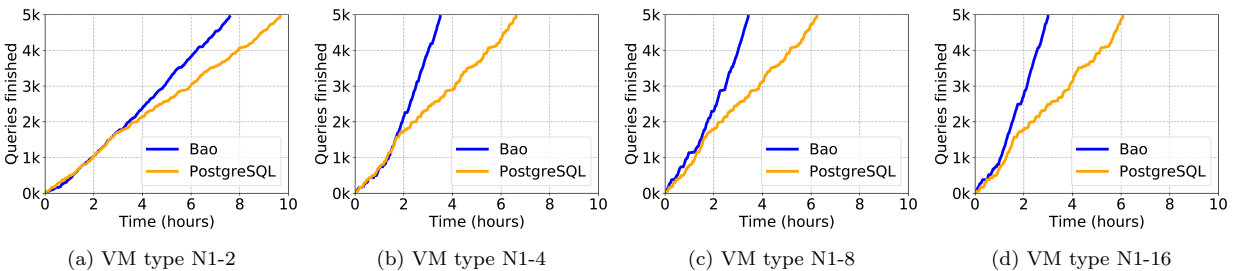 5k
4k
3k
2k
1k
0k
Queries finished
Bao
PostgreSQL
0 2 4 6 8 10
Time (hours)
(a) VM type N1-2
5k
4k
3k
2k
1k
0k
Queries finished
Bao
PostgreSQL
0 2 4 6 8 10
Time (hours)
(b) VM type N1-4
5k
4k
3k
2k
1k
0k
Queries finished
Bao
PostgreSQL
0 2 4 6 8 10
Time (hours)
(c) VM type N1-8
5k
4k
3k
2k
1k
0k
Queries finished
Bao
PostgreSQL
0 2 4 6 8 10
Time (hours)
(d) VM type N1-16